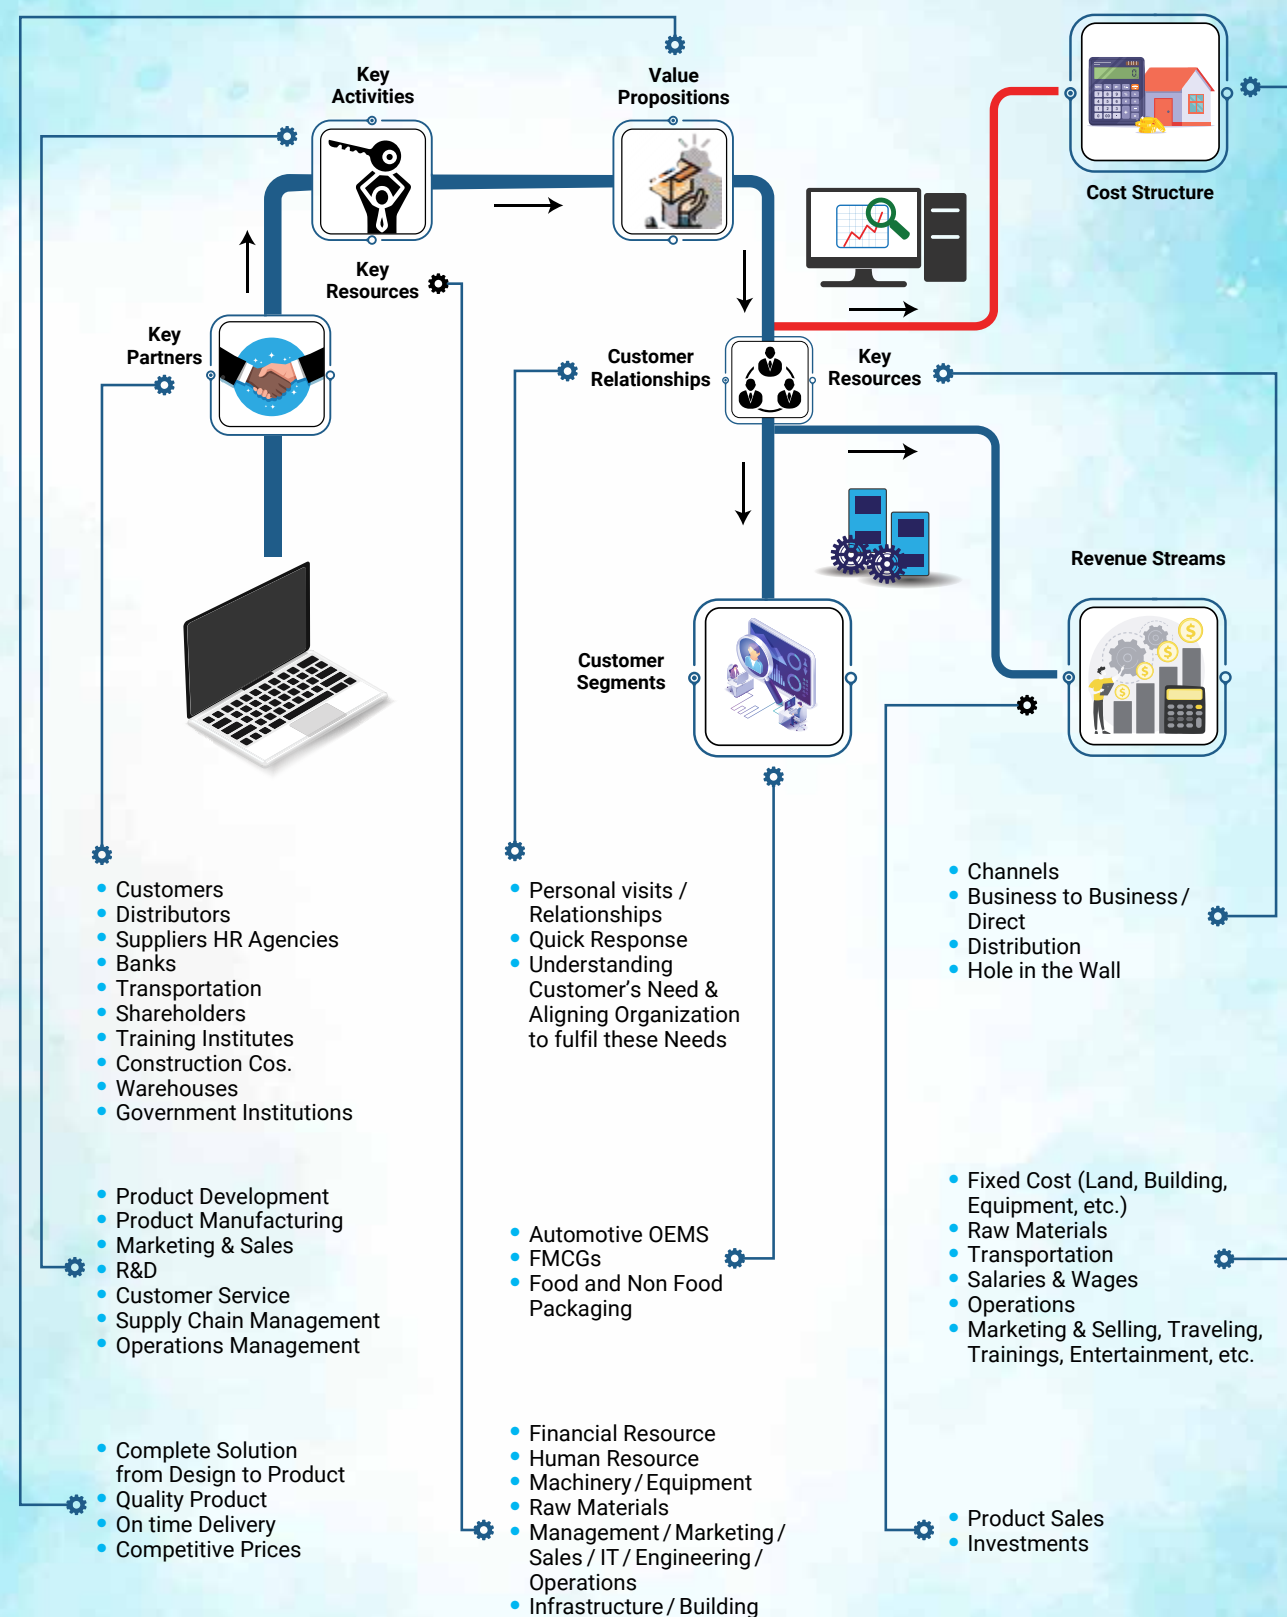 Key
Activities
Value
Propositions
Cost Structure
Key
Resources
Key
Partners
Customer
Relationships
Key
Resources
Revenue Streams
Customer
Segments
Customers
Distributors
Suppliers HR Agencies
Banks
Transportation
Shareholders
Training Institutes
Construction Cos.
Warehouses
Government Institutions
Personal visits /
Relationships
Quick Response
Understanding
Customer's Need &
Aligning Organization
to fulfil these Needs
Channels
Business to Business /
Direct
Distribution
Hole in the Wall
Product Development
Product Manufacturing
Marketing & Sales
R&D
Customer Service
Supply Chain Management
Operations Management
Automotive OEMS
FMCGs
Food and Non Food
Packaging
Fixed Cost (Land, Building,
Equipment, etc.)
Raw Materials
Transportation
Salaries & Wages
Operations
Marketing & Selling, Traveling,
Trainings, Entertainment, etc.
Complete Solution
from Design to Product
Quality Product
On time Delivery
Competitive Prices
Financial Resource
Human Resource
Machinery / Equipment
Raw Materials
Management / Marketing /
Sales / IT / Engineering /
Operations
Infrastructure / Building
Product Sales
Investments